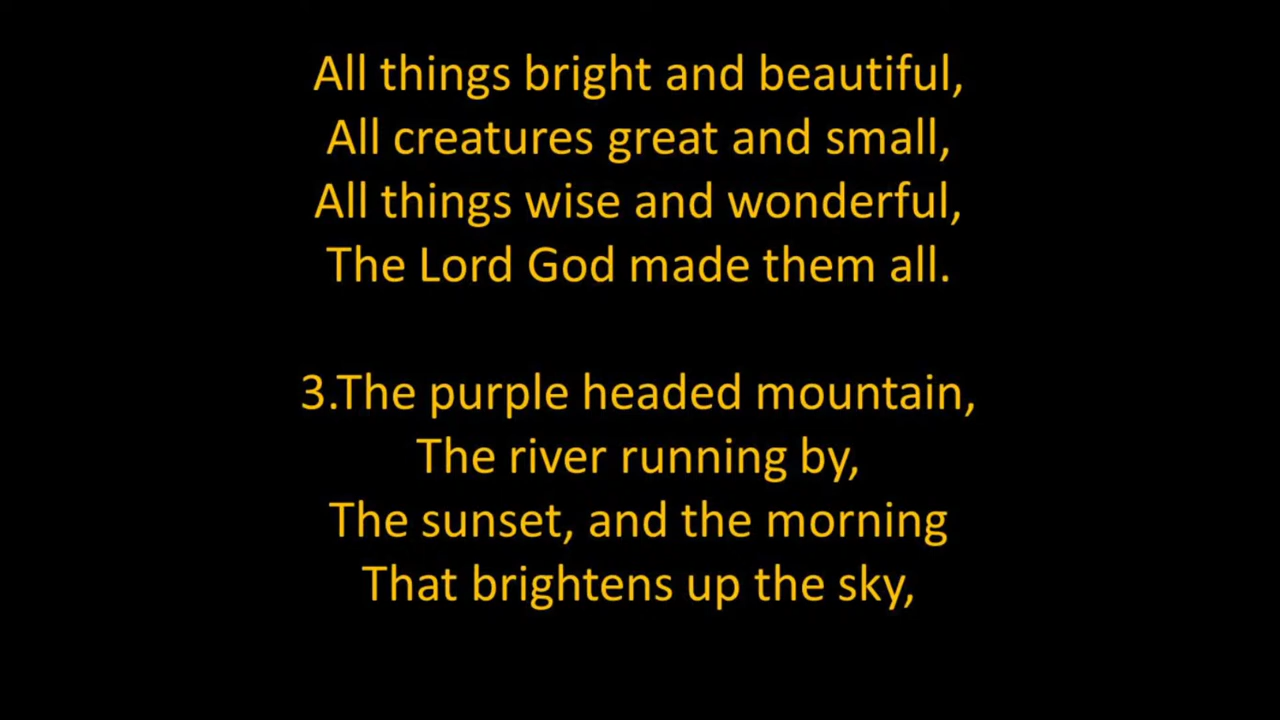 All things bright and beautiful,
All creatures great and small,
All things wise and wonderful,
The Lord God made them all.
3.The purple headed mountain,
The river running by,
The sunset, and the morning
That brightens up the sky,